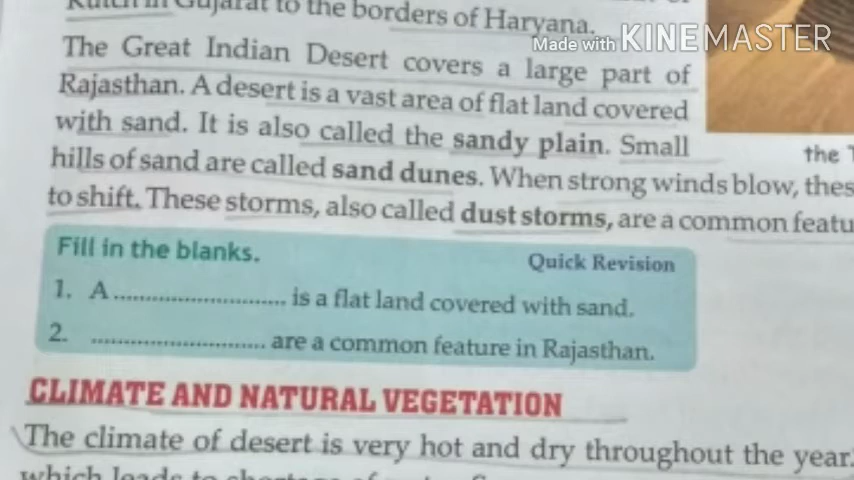 Kutch in Gujarat to the borders of Haryana.
Made with KINEMASTER
The Great Indian Desert covers a large part of
Rajasthan. A desert is a vast area of flat land covered
with sand. It is also called the sandy plain. Small
the
hills of sand are called sand dunes. When strong winds blow, thes
to shift. These storms, also called dust storms, are a common featu
Fill in the blanks.
Quick Revision
1. A ............................ is a flat land covered with sand.
2. ............................ are a common feature in Rajasthan.
CLIMATE AND NATURAL VEGETATION
The climate of desert is very hot and dry throughout the year.
which leads to shortage of